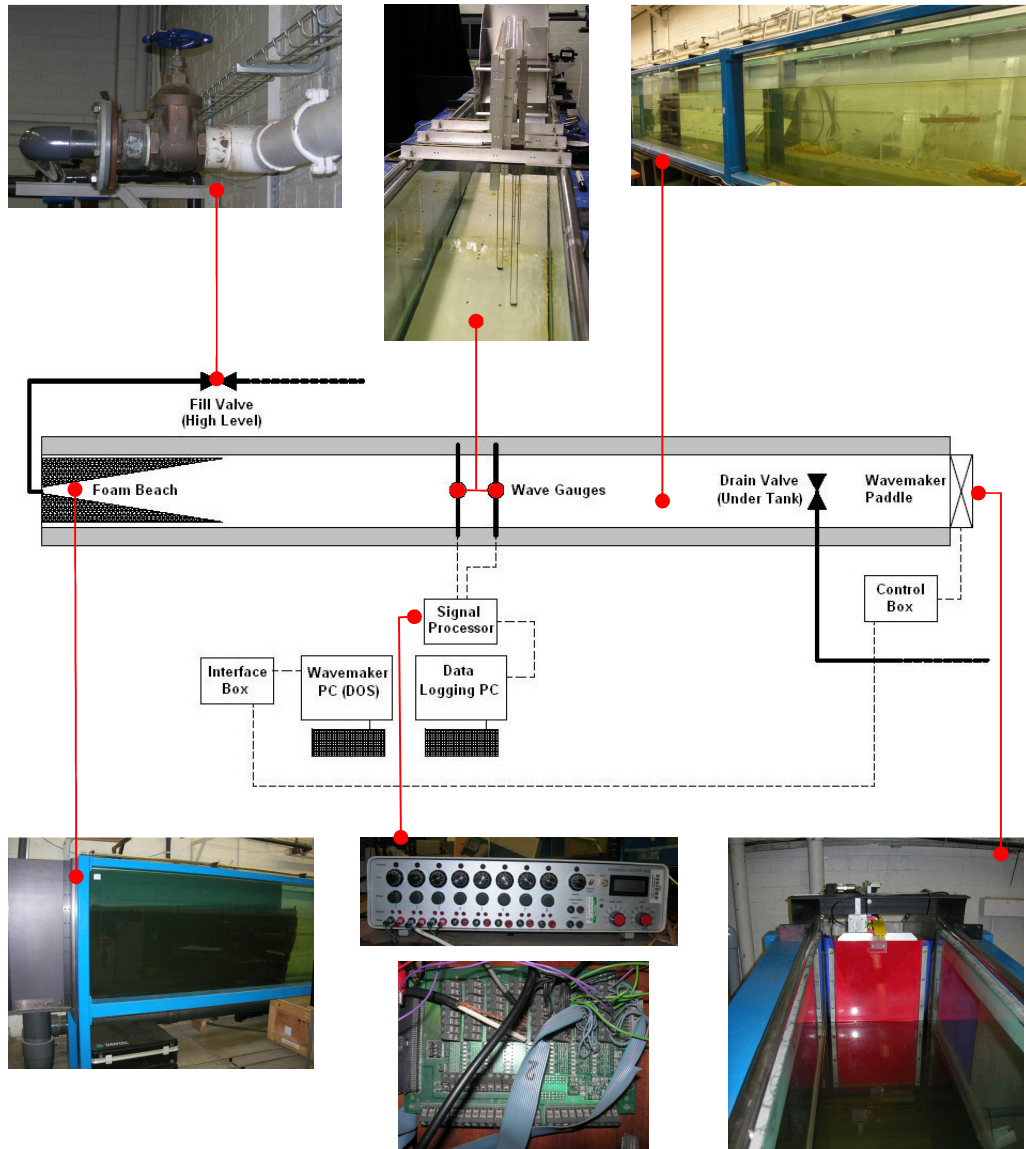 Fill Valve
(High Level)
Foam Beach
Wave Gauges
Drain Valve
(Under Tank)
Wavemaker
Paddle
Control
Box
Signal
Processor
Interface
Box
Wavemaker
PC (DOS)
Data
Logging PC
DANTEC